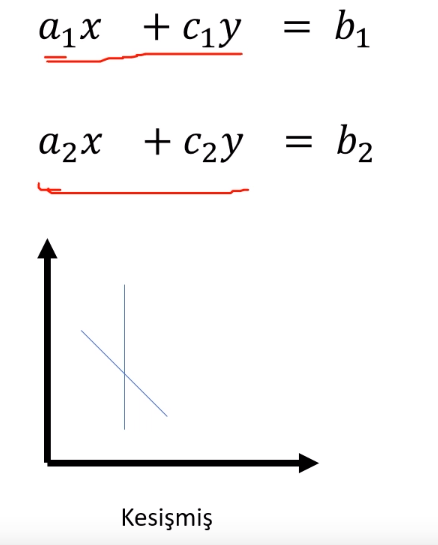 a₁x + c₁y = b₁
a₂x + c₂y = b₂
Kesişmiş